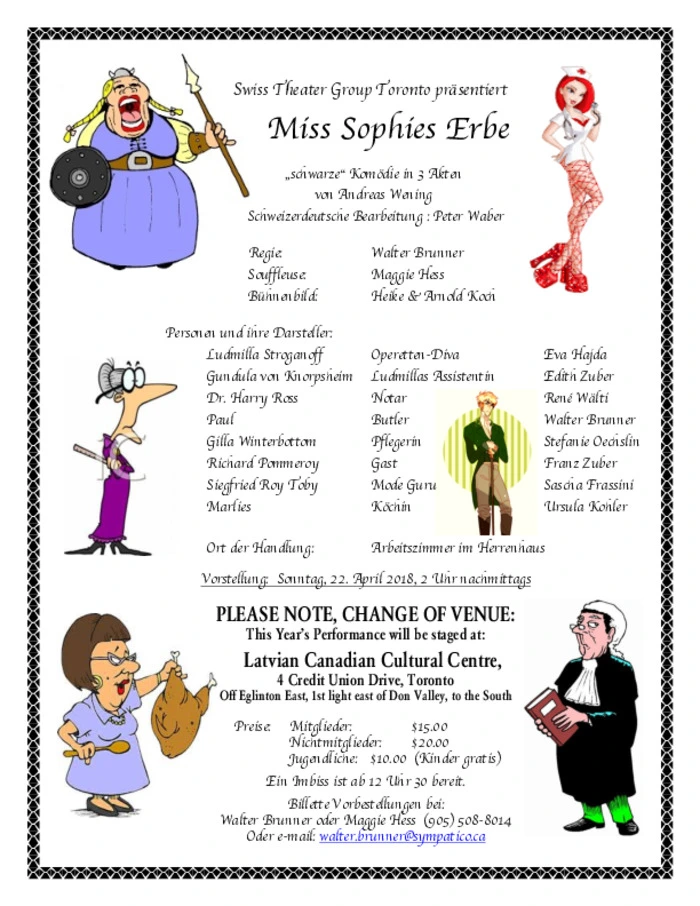 Swiss Theater Group Toronto präsentiert
Miss Sophies Erbe
„schwarze“ Komödie in 3 Akten
von Andreas Wening
Schweizerdeutsche Bearbeitung : Peter Waber
Regie: Walter Brunner
Souffleuse: Maggie Hess
Bühnenbild: Heike & Arnold Koch
Personen und ihre Darsteller:
Ludmilla Stroganoff Operetten-Diva Eva Hajda
Gundula von Knorpsheim Ludmillas Assistentin Edith Zuber
Dr. Harry Ross Notar René Wälti
Paul Butler Walter Brunner
Gilla Winterbottom Pflegerin Stefanie Oechslin
Richard Pommeroy Gast Franz Zuber
Siegfried Roy Toby Mode Guru Sascha Frassini
Marlies Köchin Ursula Kohler
Ort der Handlung: Arbeitszimmer im Herrenhaus
Vorstellung: Sonntag, 22. April 2018, 2 Uhr nachmittags
PLEASE NOTE, CHANGE OF VENUE:
This Year's Performance will be staged at:
Latvian Canadian Cultural Centre,
4 Credit Union Drive, Toronto
Off Eglinton East, 1st light east of Don Valley, to the South
Preise: Mitglieder: $15.00
Nichtmitglieder: $20.00
Jugendliche: $10.00 (Kinder gratis)
Ein Imbiss ist ab 12 Uhr 30 bereit.
Billette Vorbestellungen bei:
Walter Brunner oder Maggie Hess (905) 508-8014
Oder e-mail: walter.brunner@sympatico.ca